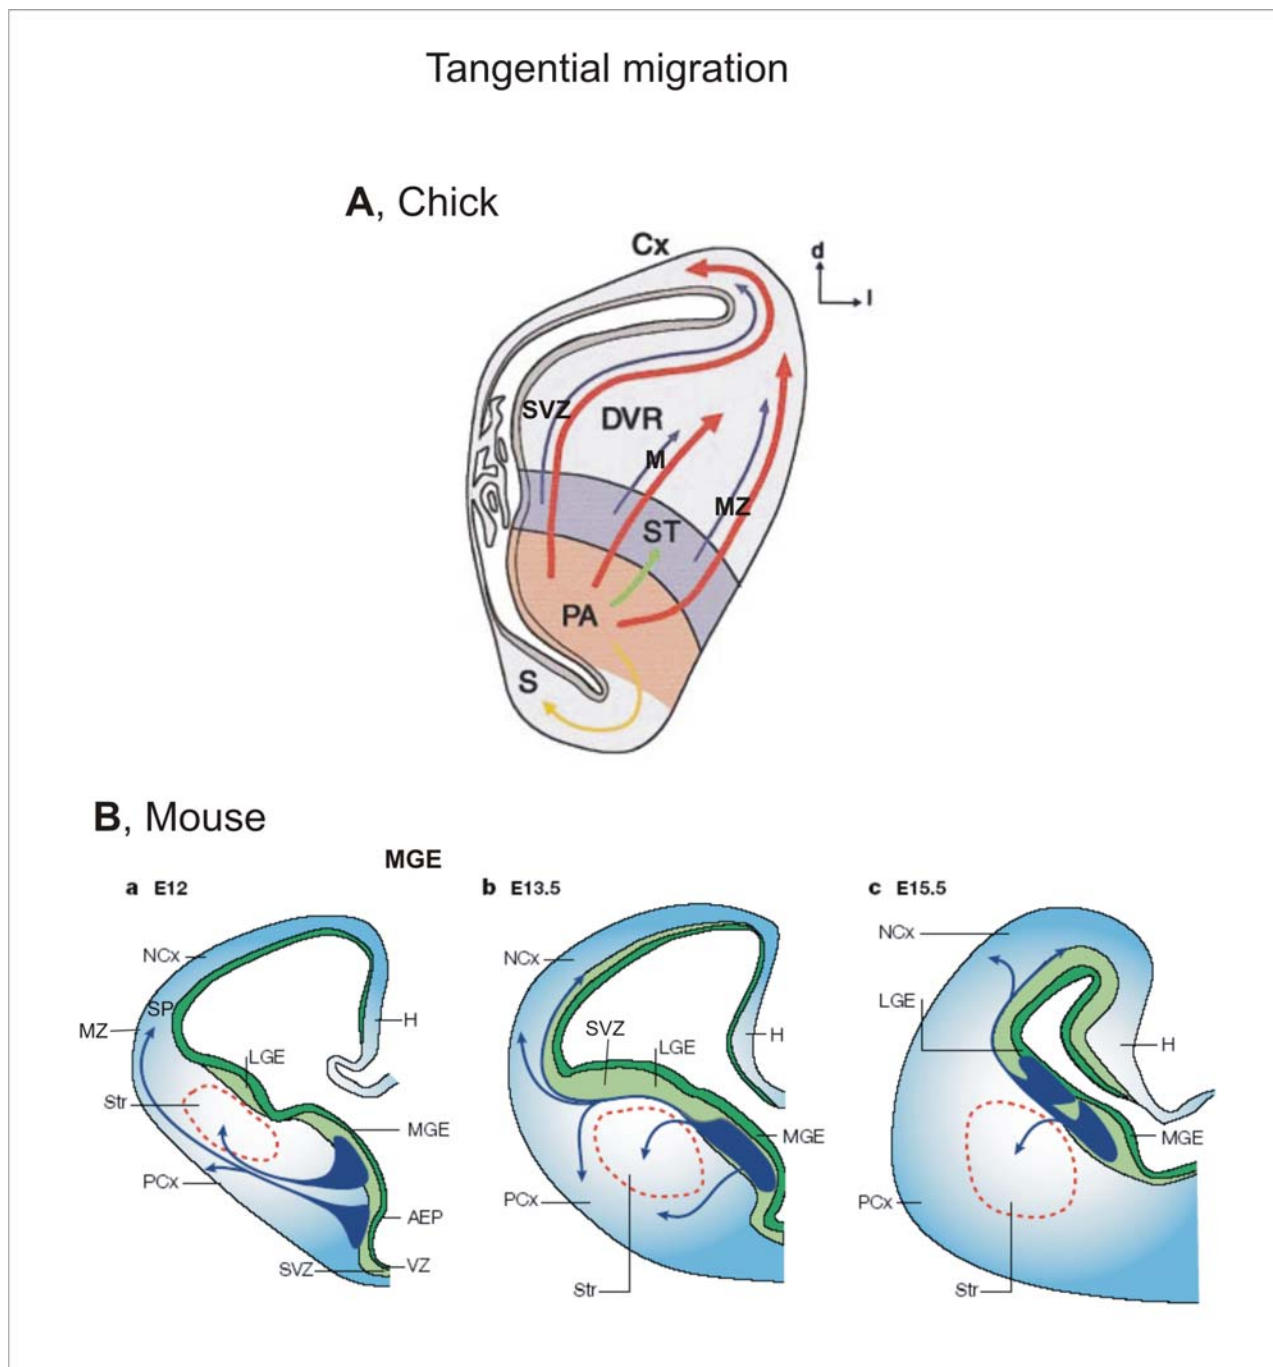 Tangential migration
A, Chick
Cx
d
l
SVZ
DVR
M
MZ
ST
PA
S
B, Mouse
MGE
a E12
NCx
SP
MZ
H
LGE
Str
MGE
PCx
AEP
SVZ
VZ
b E13.5
NCx
SVZ
LGE
H
MGE
PCx
Str
c E15.5
NCx
LGE
H
MGE
PCx
Str